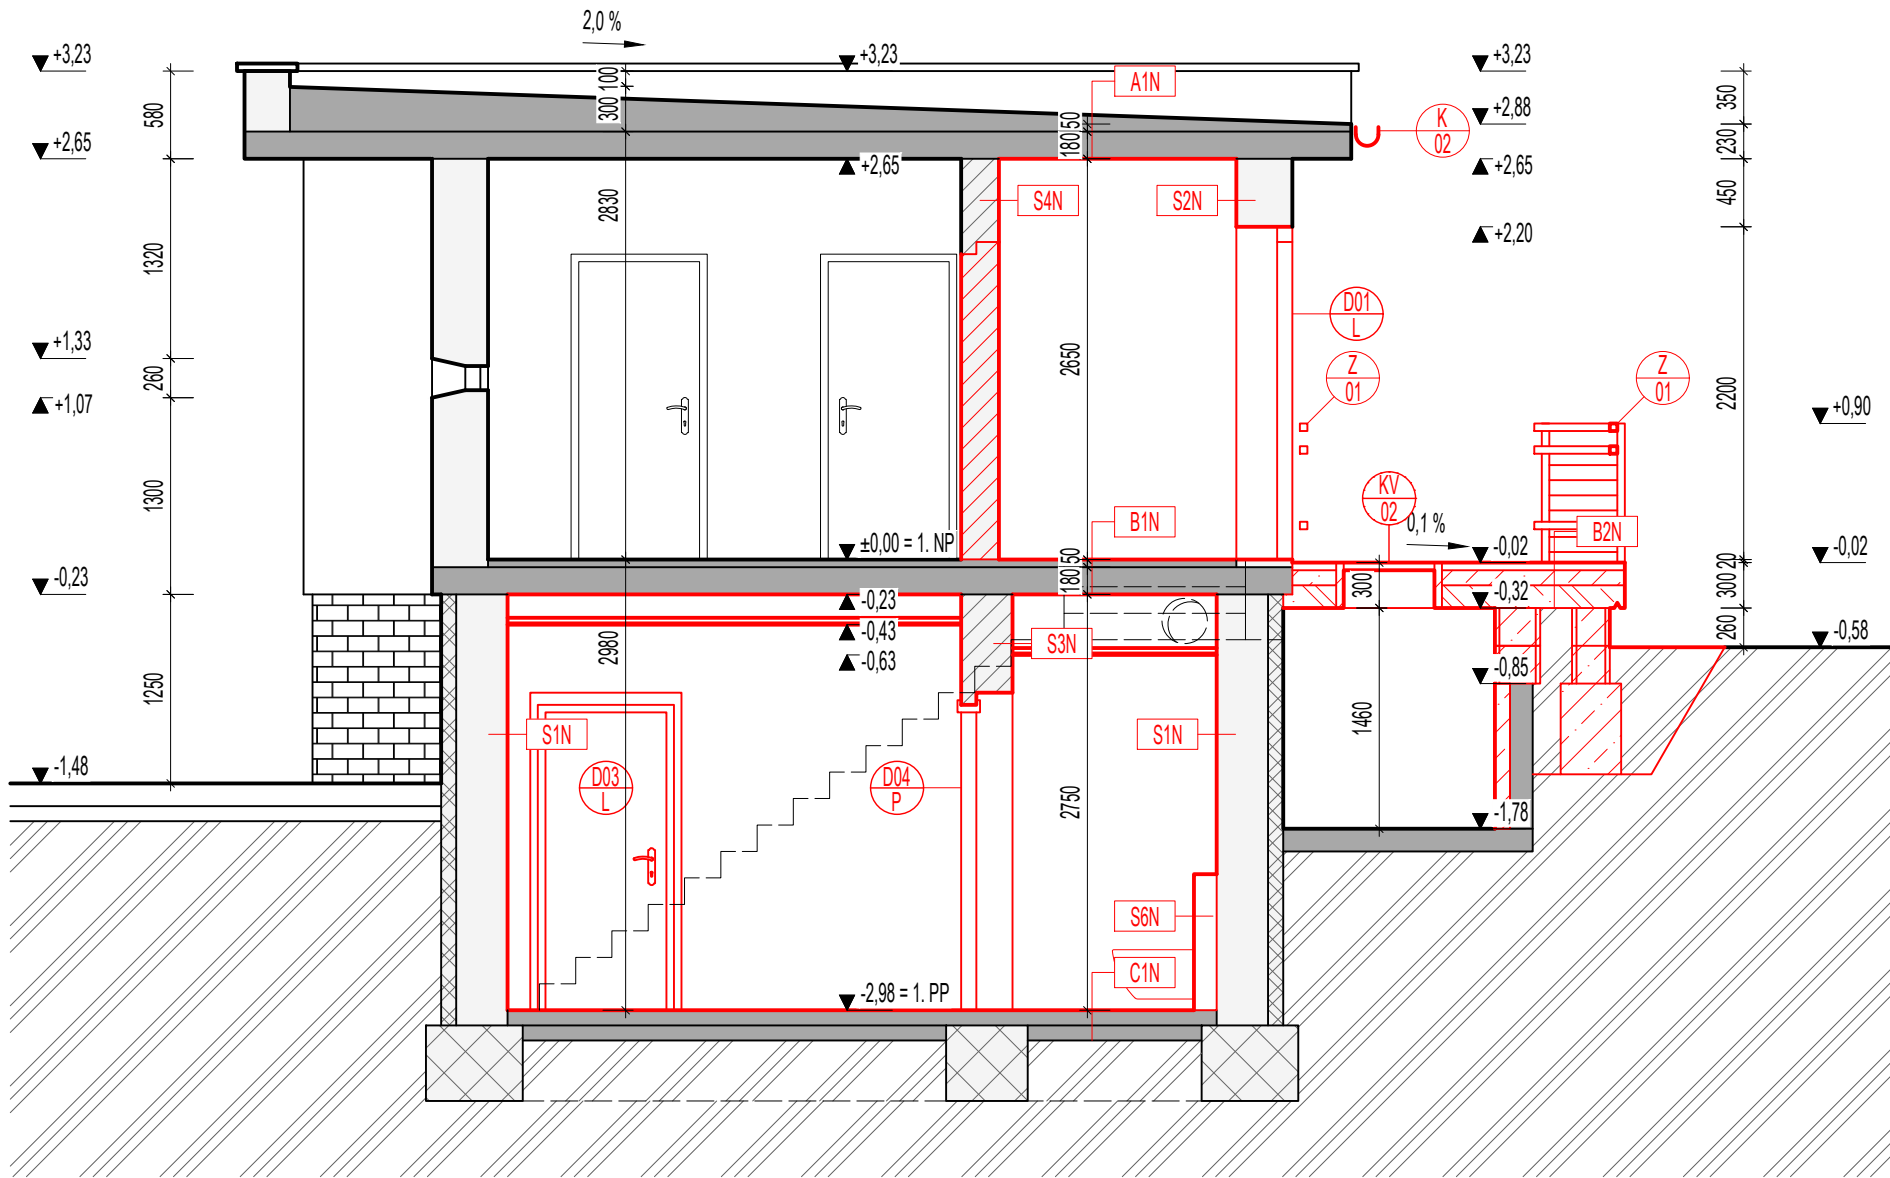 2,0 %
+3,23
+3,23
+3,23
100
A1N
350
580
300
+2,88
K
02
180
50
230
+2,65
+2,65
+2,65
2830
S4N
S2N
450
+2,20
1320
D01
L
+1,33
2650
260
Z
01
Z
01
2200
+1,07
+0,90
1300
KV
02
B1N
0,1 %
B2N
±0,00 = 1. NP
-0,02
-0,02
20
-0,23
180
50
300
-0,32
300
-0,23
-0,43
S3N
260
-0,58
2980
-0,63
-0,85
1250
S1N
S1N
1460
-1,48
D03
L
D04
P
2750
-1,78
S6N
C1N
-2,98 = 1. PP